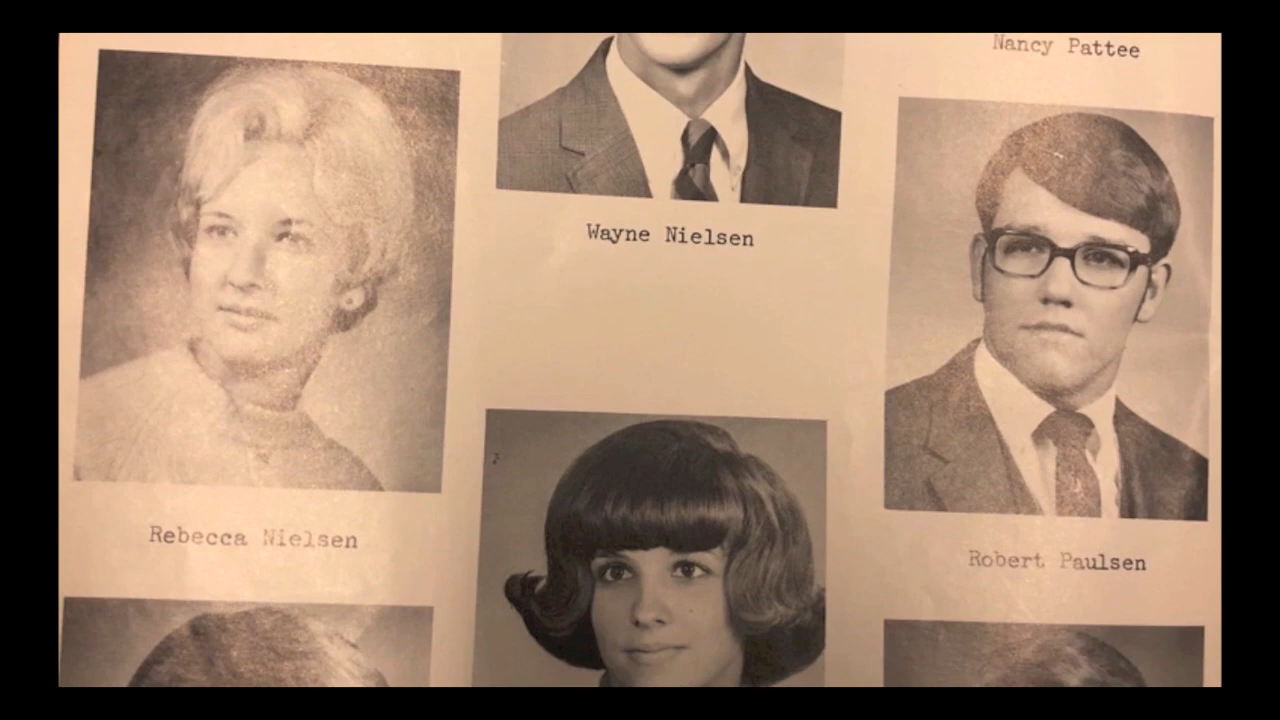 Nancy Pattee
Wayne Nielsen
Rebecca Nielsen
Robert Paulsen